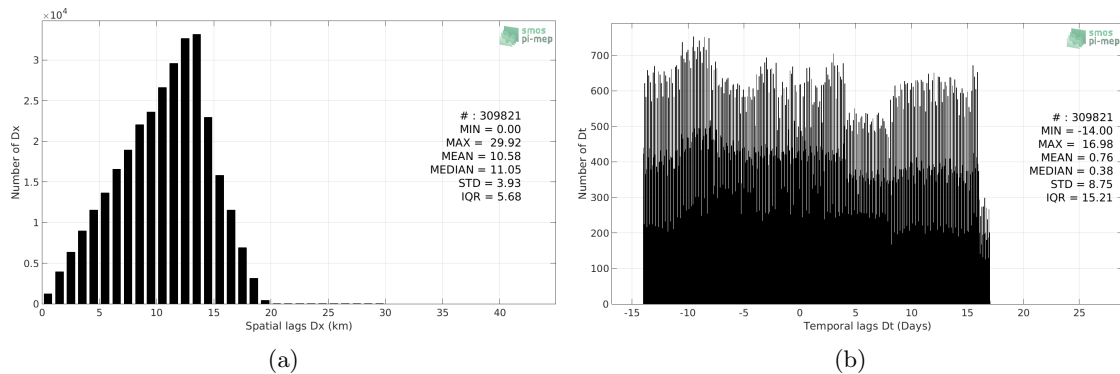 ×10⁴
3
2.5
2
1.5
1
0.5
0
Number of Dx
smos
pi-mep
# : 309821
MIN = 0.00
MAX = 29.92
MEAN = 10.58
MEDIAN = 11.05
STD = 3.93
IQR = 5.68
0 5 10 15 20 25 30 35 40
Spatial lags Dx (km)
(a)
700
600
500
400
300
200
100
0
Number of Dt
smos
pi-mep
# : 309821
MIN = -14.00
MAX = 16.98
MEAN = 0.76
MEDIAN = 0.38
STD = 8.75
IQR = 15.21
-15 -10 -5 0 5 10 15 20 25
Temporal lags Dt (Days)
(b)